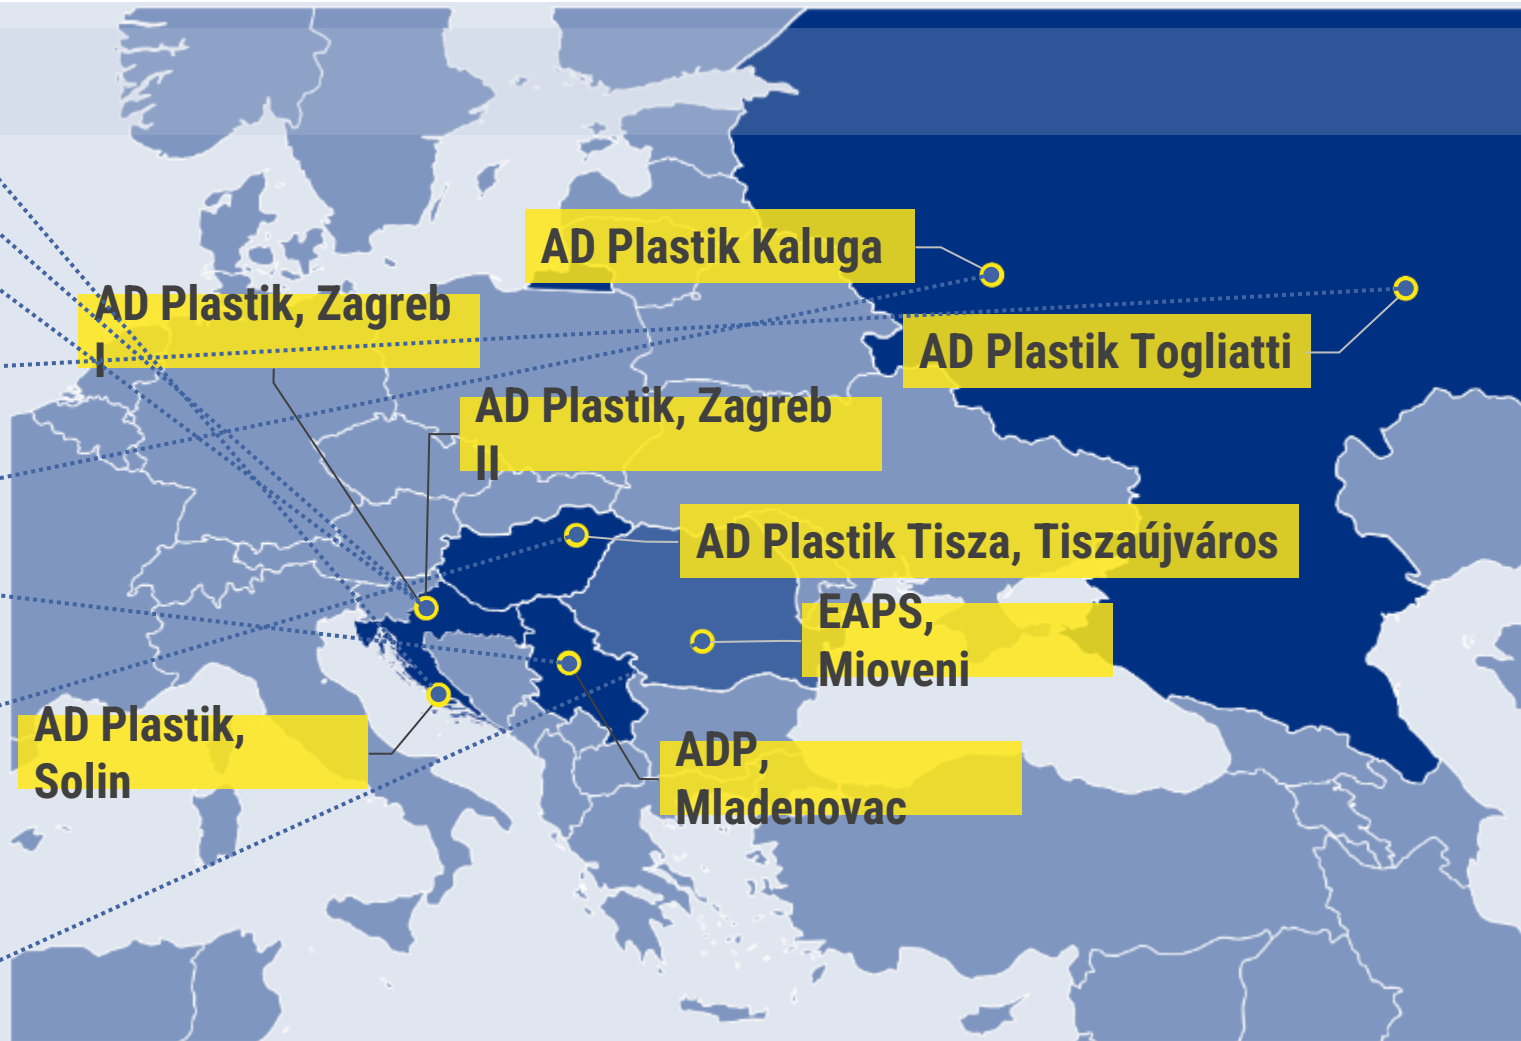 AD Plastik Kaluga
AD Plastik, Zagreb
I
AD Plastik Togliatti
AD Plastik, Zagreb
II
AD Plastik Tisza, Tiszaújváros
EAPS,
Mioveni
AD Plastik,
Solin
ADP,
Mladenovac